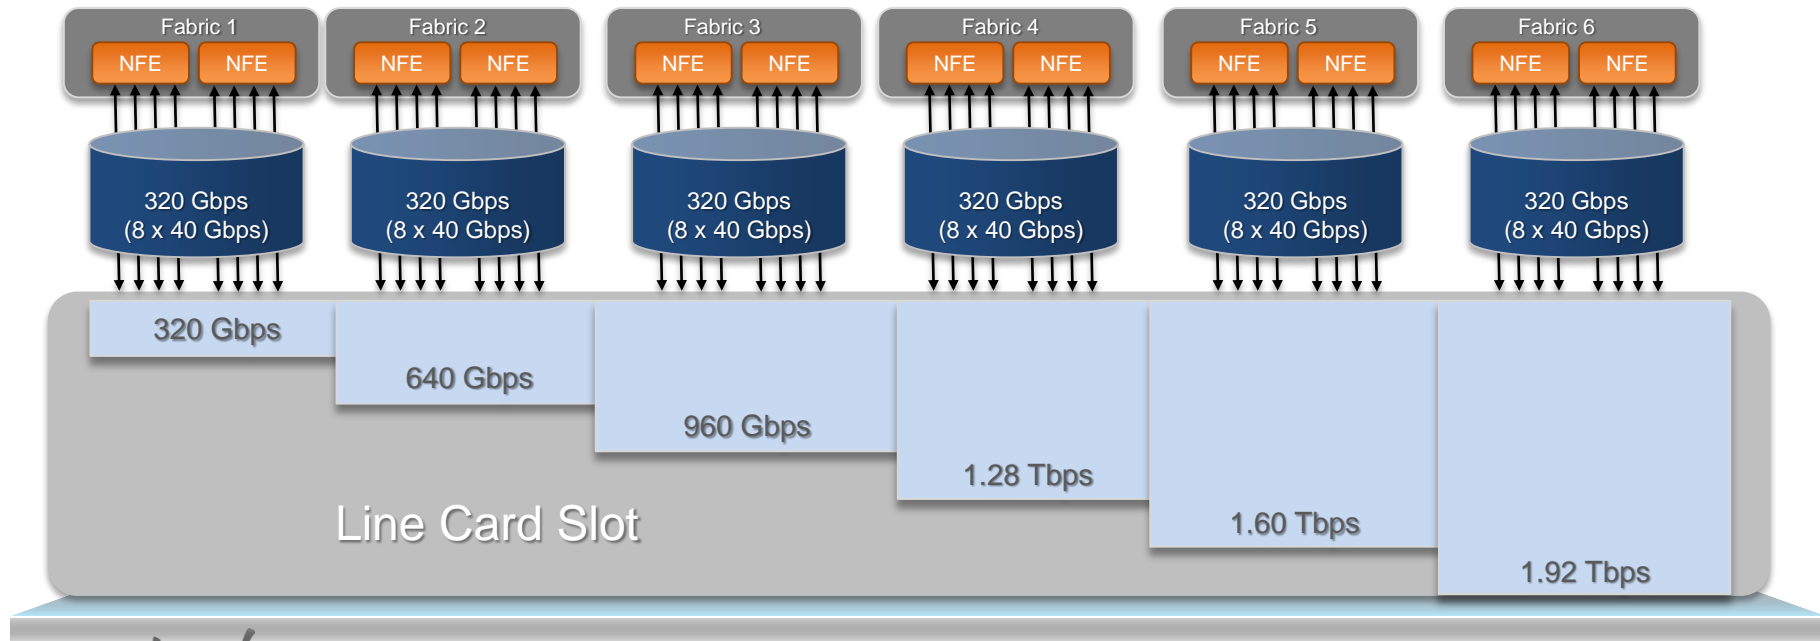 Fabric 1
Fabric 2
Fabric 3
Fabric 4
Fabric 5
Fabric 6
NFE NFE
NFE NFE
NFE NFE
NFE NFE
NFE NFE
NFE NFE
320 Gbps
(8 x 40 Gbps)
320 Gbps
(8 x 40 Gbps)
320 Gbps
(8 x 40 Gbps)
320 Gbps
(8 x 40 Gbps)
320 Gbps
(8 x 40 Gbps)
320 Gbps
(8 x 40 Gbps)
320 Gbps
640 Gbps
960 Gbps
1.28 Tbps
1.60 Tbps
1.92 Tbps
Line Card Slot